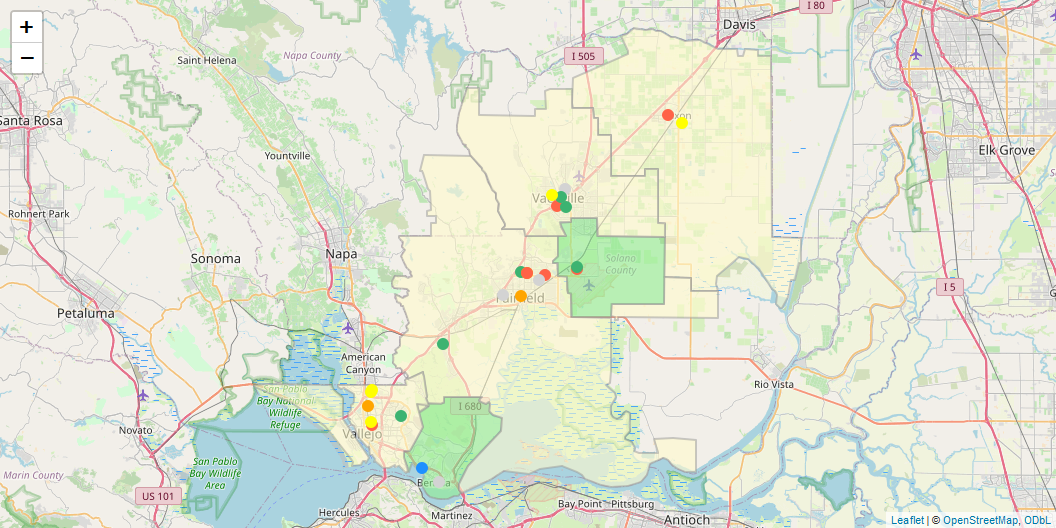 +
−
Napa County
I 505
Davis
I 80
Saint Helena
Santa Rosa
Yountville
Elk Grove
Rohnert Park
Sonoma
Napa
Solano
County
Fairfield
I 5
Petaluma
American
Canyon
San Pablo
Bay National
Wildlife
Refuge
I 680
Rio Vista
Novato
Vallejo
San Pablo
Bay Wildlife
Area
Marin County
US 101
Hercules
Martinez
Bay Point
Pittsburg
Antioch
Leaflet | © OpenStreetMap, ODbL